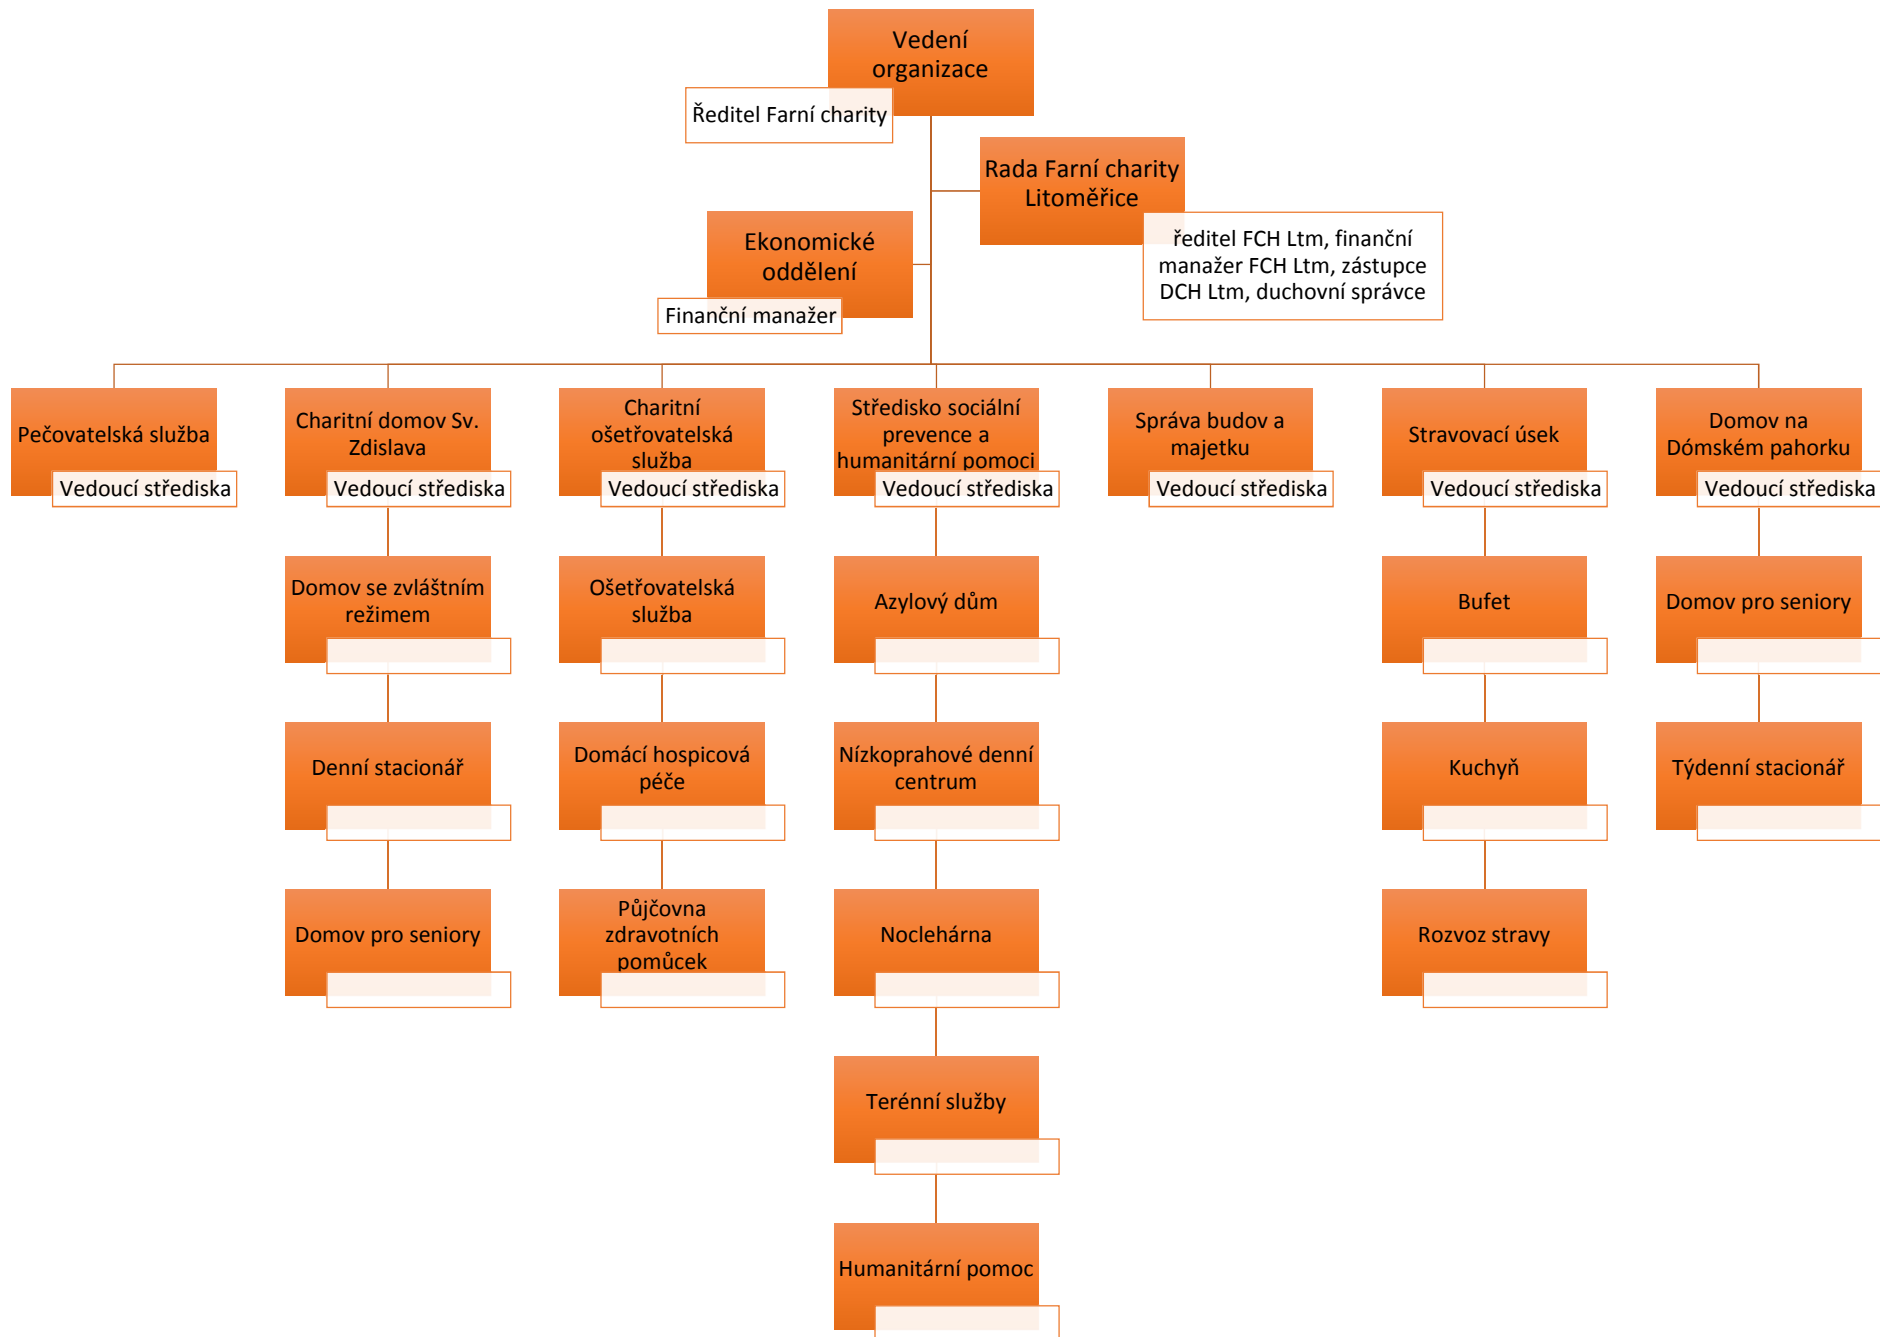 Vedení
organizace
Ředitel Farní charity
Rada Farní charity
Litoměřice
ředitel FCH Ltm, finanční
manažer FCH Ltm, zástupce
DCH Ltm, duchovní správce
Ekonomické
oddělení
Finanční manažer
Pečovatelská služba
Vedoucí střediska
Charitní domov Sv.
Zdislava
Vedoucí střediska
Charitní
ošetřovatelská
služba
Vedoucí střediska
Středisko sociální
prevence a
humanitární pomoci
Vedoucí střediska
Správa budov a
majetku
Vedoucí střediska
Stravovací úsek
Vedoucí střediska
Domov na
Dómském pahorku
Vedoucí střediska
Domov se zvláštním
režimem
Ošetřovatelská
služba
Azylový dům
Bufet
Domov pro seniory
Denní stacionář
Domácí hospicová
péče
Nízkoprahové denní
centrum
Kuchyň
Týdenní stacionář
Domov pro seniory
Půjčovna
zdravotních
pomůcek
Noclehárna
Rozvoz stravy
Terénní služby
Humanitární pomoc